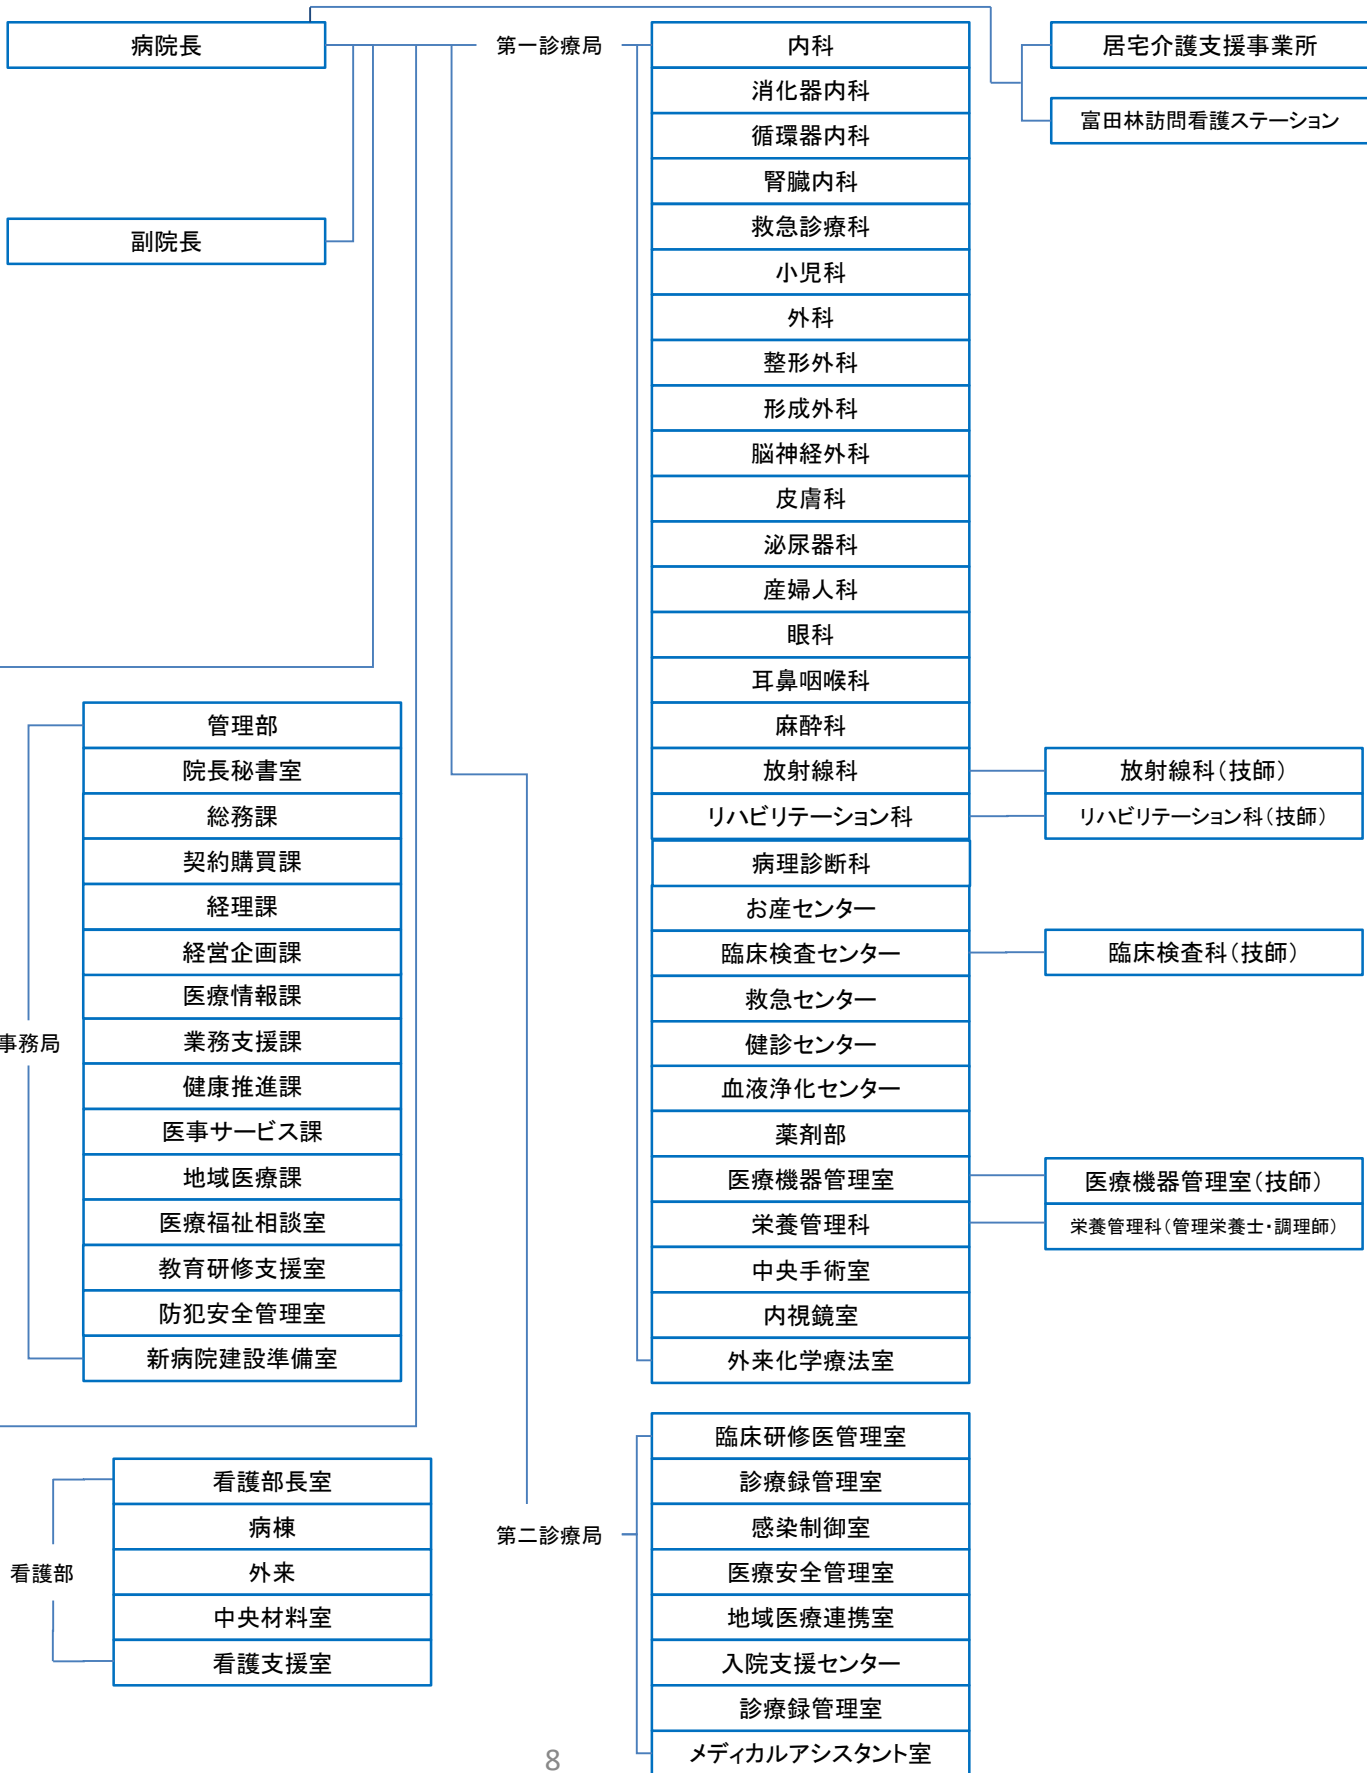 病院長
副院長
第一診療局
内科
消化器内科
循環器内科
腎臓内科
救急診療科
小児科
外科
整形外科
形成外科
脳神経外科
皮膚科
泌尿器科
産婦人科
眼科
耳鼻咽喉科
麻酔科
放射線科
リハビリテーション科
病理診断科
お産センター
臨床検査センター
救急センター
健診センター
血液浄化センター
薬剤部
医療機器管理室
栄養管理科
中央手術室
内視鏡室
外来化学療法室
居宅介護支援事業所
富田林訪問看護ステーション
放射線科(技師)
リハビリテーション科(技師)
臨床検査科(技師)
医療機器管理室(技師)
栄養管理科(管理栄養士・調理師)
事務局
管理部
院長秘書室
総務課
契約購買課
経理課
経営企画課
医療情報課
業務支援課
健康推進課
医事サービス課
地域医療課
医療福祉相談室
教育研修支援室
防犯安全管理室
新病院建設準備室
看護部
看護部長室
病棟
外来
中央材料室
看護支援室
第二診療局
臨床研修医管理室
診療録管理室
感染制御室
医療安全管理室
地域医療連携室
入院支援センター
診療録管理室
メディカルアシスタント室
8